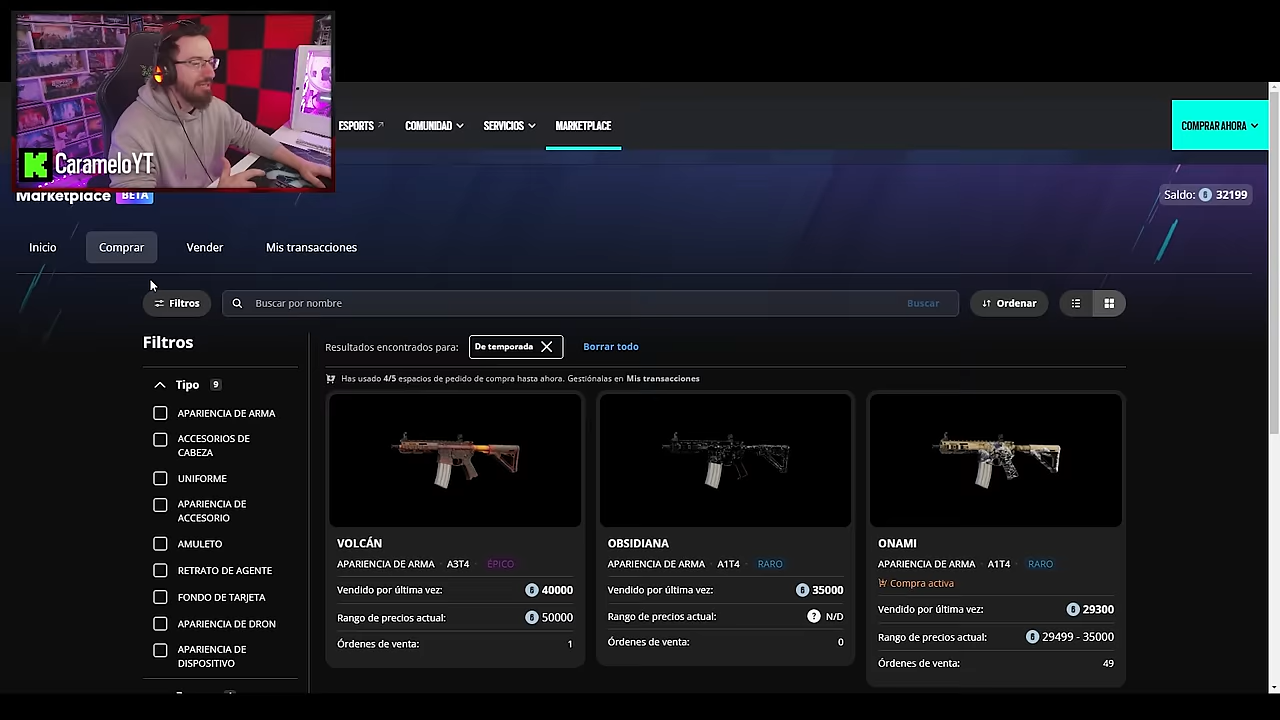 CarameloYT
ESPORTS
COMUNIDAD
SERVICIOS
MARKETPLACE
COMPRAR AHORA
Marketplace BETA
Saldo: 32199
Inicio
Comprar
Vender
Mis transacciones
Filtros
Buscar por nombre
Buscar
Ordenar
Filtros
Tipo 9
APARIENCIA DE ARMA
ACCESORIOS DE
CABEZA
UNIFORME
APARIENCIA DE
ACCESORIO
AMULETO
RETRATO DE AGENTE
FONDO DE TARJETA
APARIENCIA DE DRON
APARIENCIA DE
DISPOSITIVO
Resultados encontrados para: De temporada Borrar todo
Has usado 4/5 espacios de pedido de compra hasta ahora. Gestiónalas en Mis transacciones
VOLCÁN
APARIENCIA DE ARMA · A3T4 ÉPICO
Vendido por última vez: 40000
Rango de precios actual: 50000
Órdenes de venta: 1
OBSIDIANA
APARIENCIA DE ARMA · A1T4 RARO
Vendido por última vez: 35000
Rango de precios actual: ? N/D
Órdenes de venta: 0
ONAMI
APARIENCIA DE ARMA · A1T4 RARO
Compra activa
Vendido por última vez: 29300
Rango de precios actual: 29499 - 35000
Órdenes de venta: 49